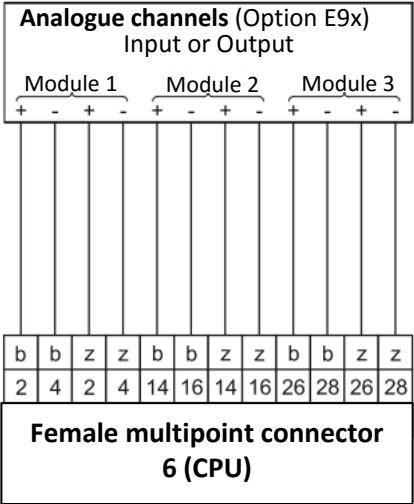 Analogue channels (Option E9x)
Input or Output
Module 1 Module 2 Module 3
+ - + - + - + - + - + -
b b z z b b z z b b z z
2 4 2 4 14 16 14 16 26 28 26 28
Female multipoint connector
6 (CPU)